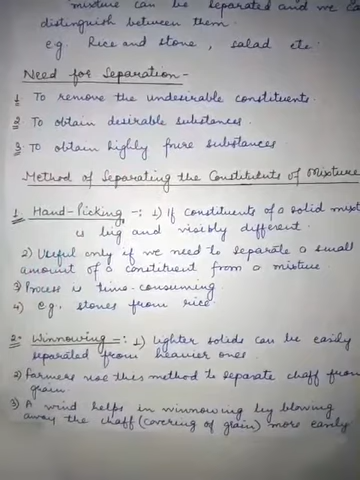 mixture can be separated and we ca
distinguish between them.
e.g. Rice and stone, salad etc.
Need for Separation -
1 To remove the undesirable constituents.
2 To obtain desirable substances.
3 To obtain highly pure substances
Method of Separating the Constituents of Mixture
1. Hand-Picking -: 1) If constituents of a solid mixt
is big and visibly different.
2) Useful only if we need to separate a small
amount of a constituent from a mixture.
3) Process is time-consuming
4) e.g. stones from rice.
2. Winnowing -: 1) Lighter solids can be easily
separated from heavier ones.
2) Farmers use this method to separate chaff from
grain.
3) A wind helps in winnowing by blowing
away the chaff (covering of grain) more easily